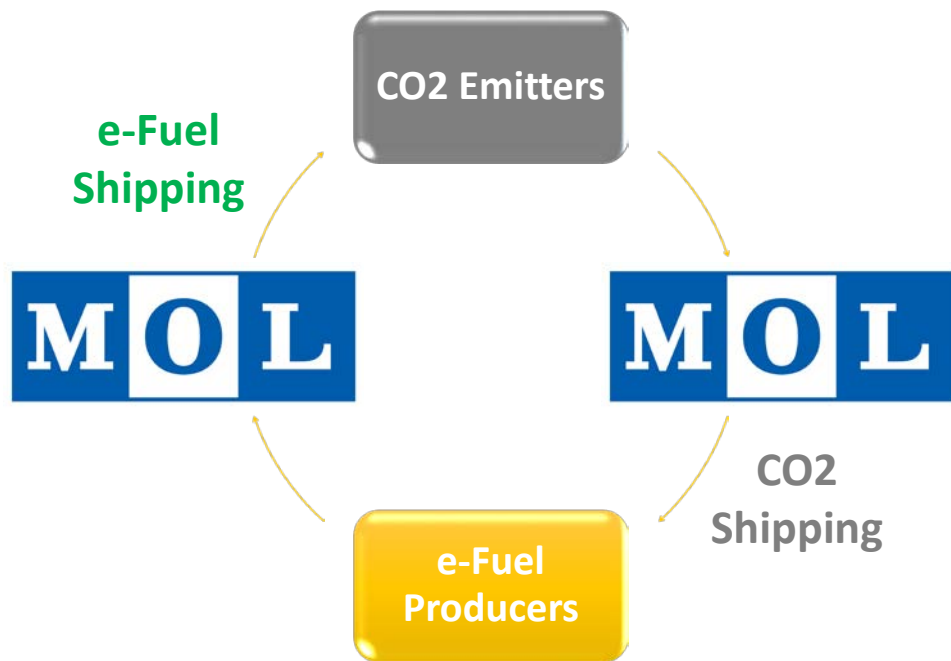 CO2 Emitters
e-Fuel
Shipping
MOL
MOL
CO2
Shipping
e-Fuel
Producers